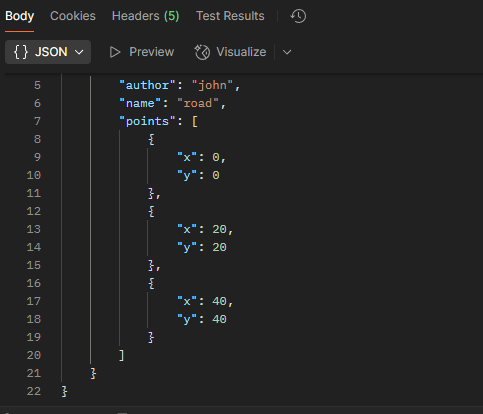 Body Cookies Headers (5) Test Results
{} JSON Preview Visualize
5 "author": "john",
6 "name": "road",
7 "points": [
8 {
9 "x": 0,
10 "y": 0
11 },
12 {
13 "x": 20,
14 "y": 20
15 },
16 {
17 "x": 40,
18 "y": 40
19 }
20 ]
21 }
22 }